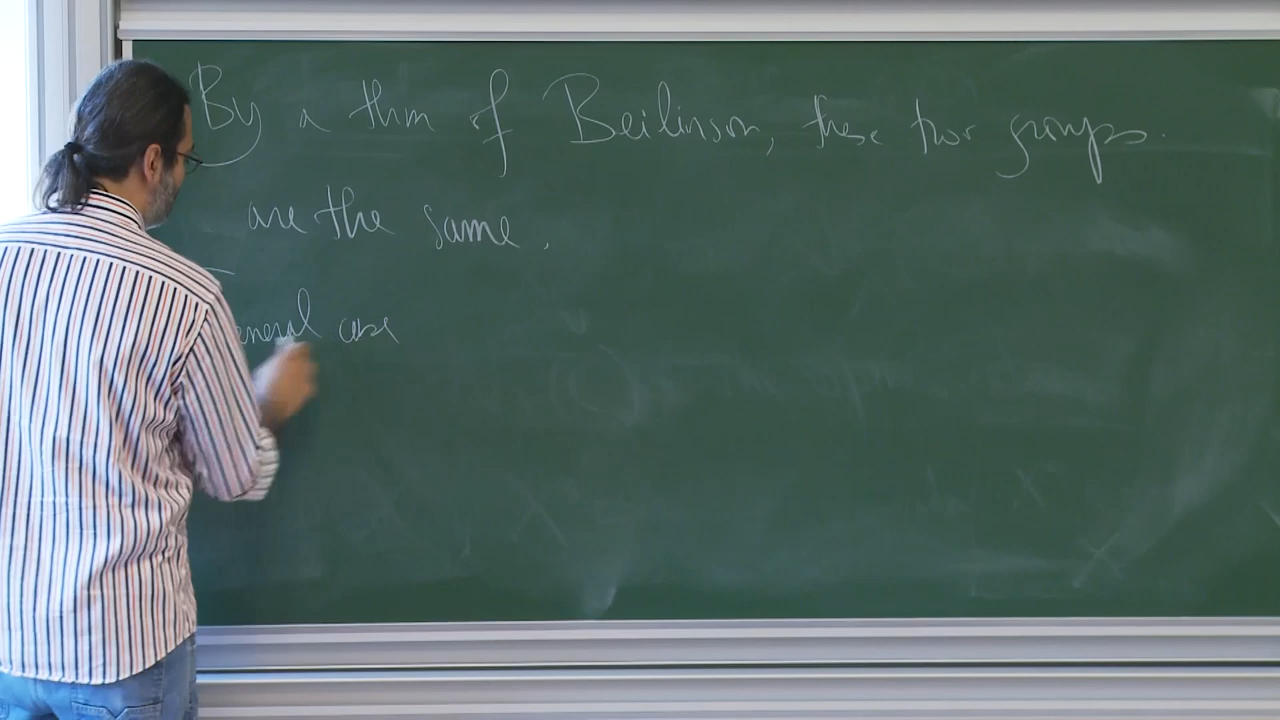 By a thm of Beilinson, these two groups.
are the same.
eneral case